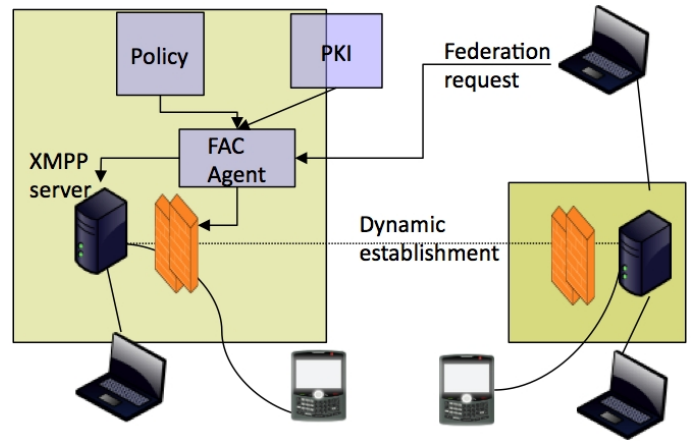 Policy
PKI
Federation
request
FAC
Agent
XMPP
server
Dynamic
establishment